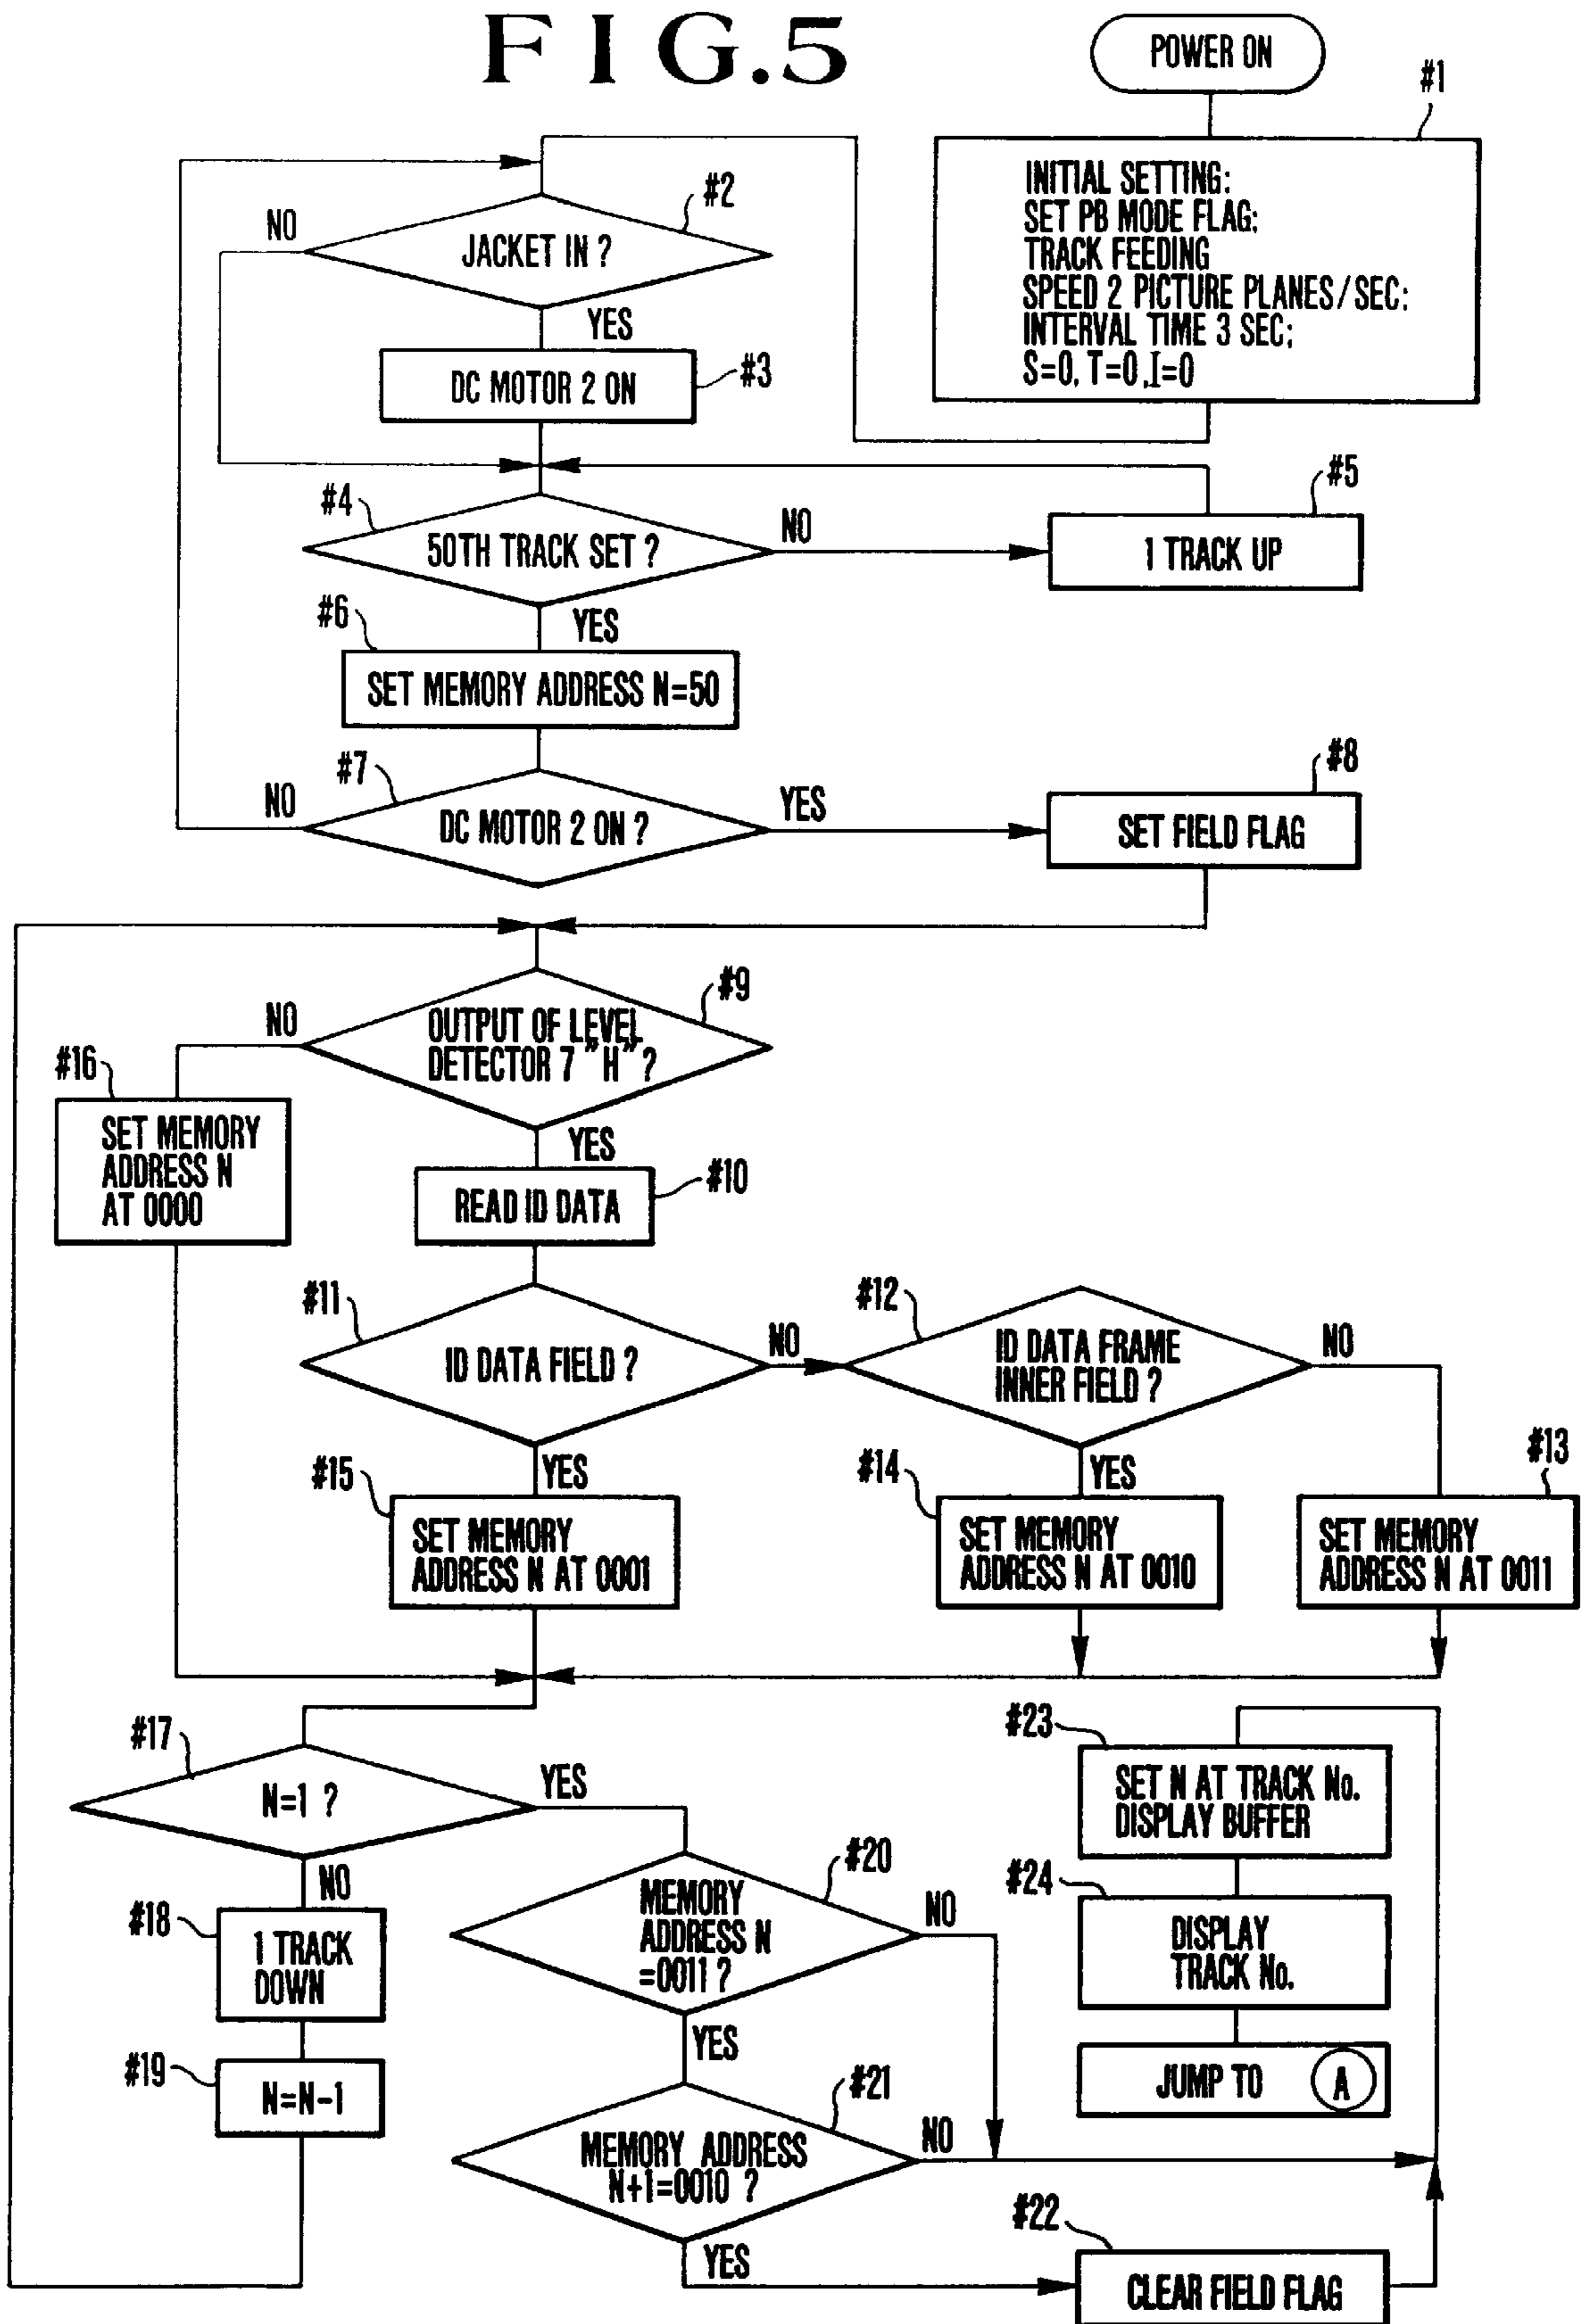 FIG.5
POWER ON
#1
INITIAL SETTING:
SET PB MODE FLAG;
TRACK FEEDING
SPEED 2 PICTURE PLANES/SEC:
INTERVAL TIME 3 SEC;
S=0, T=0,I=0
#2
JACKET IN ?
NO
YES
#3
DC MOTOR 2 ON
#4
50TH TRACK SET ?
NO
#5
1 TRACK UP
YES
#6
SET MEMORY ADDRESS N=50
#7
DC MOTOR 2 ON ?
NO
YES
#8
SET FIELD FLAG
#9
OUTPUT OF LEVEL
DETECTOR 7 "H" ?
NO
YES
#16
SET MEMORY
ADDRESS N
AT 0000
#10
READ ID DATA
#11
ID DATA FIELD ?
NO
YES
#12
ID DATA FRAME
INNER FIELD ?
NO
YES
#15
SET MEMORY
ADDRESS N AT 0001
#14
SET MEMORY
ADDRESS N AT 0010
#13
SET MEMORY
ADDRESS N AT 0011
#17
N=1 ?
YES
NO
#18
1 TRACK
DOWN
#19
N=N-1
#20
MEMORY
ADDRESS N
=0011 ?
NO
YES
#21
MEMORY ADDRESS
N+1=0010 ?
NO
YES
#22
CLEAR FIELD FLAG
#23
SET N AT TRACK No.
DISPLAY BUFFER
#24
DISPLAY
TRACK No.
JUMP TO A